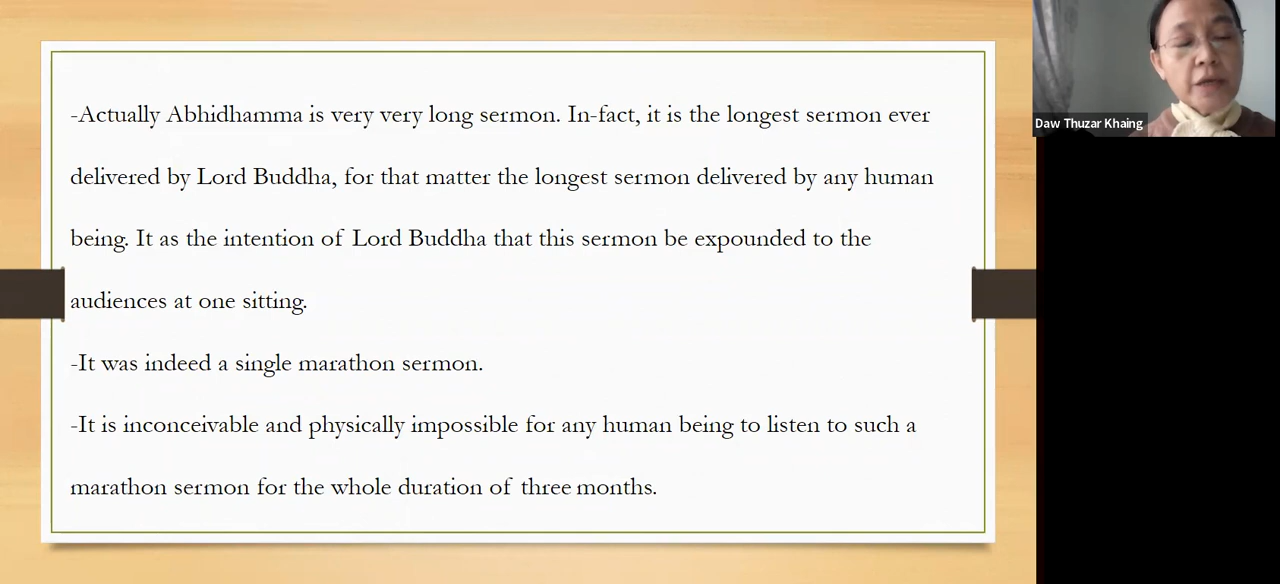 -Actually Abhidhamma is very very long sermon. In-fact, it is the longest sermon ever
delivered by Lord Buddha, for that matter the longest sermon delivered by any human
being. It as the intention of Lord Buddha that this sermon be expounded to the
audiences at one sitting.
-It was indeed a single marathon sermon.
-It is inconceivable and physically impossible for any human being to listen to such a
marathon sermon for the whole duration of three months.
Daw Thuzar Khaing